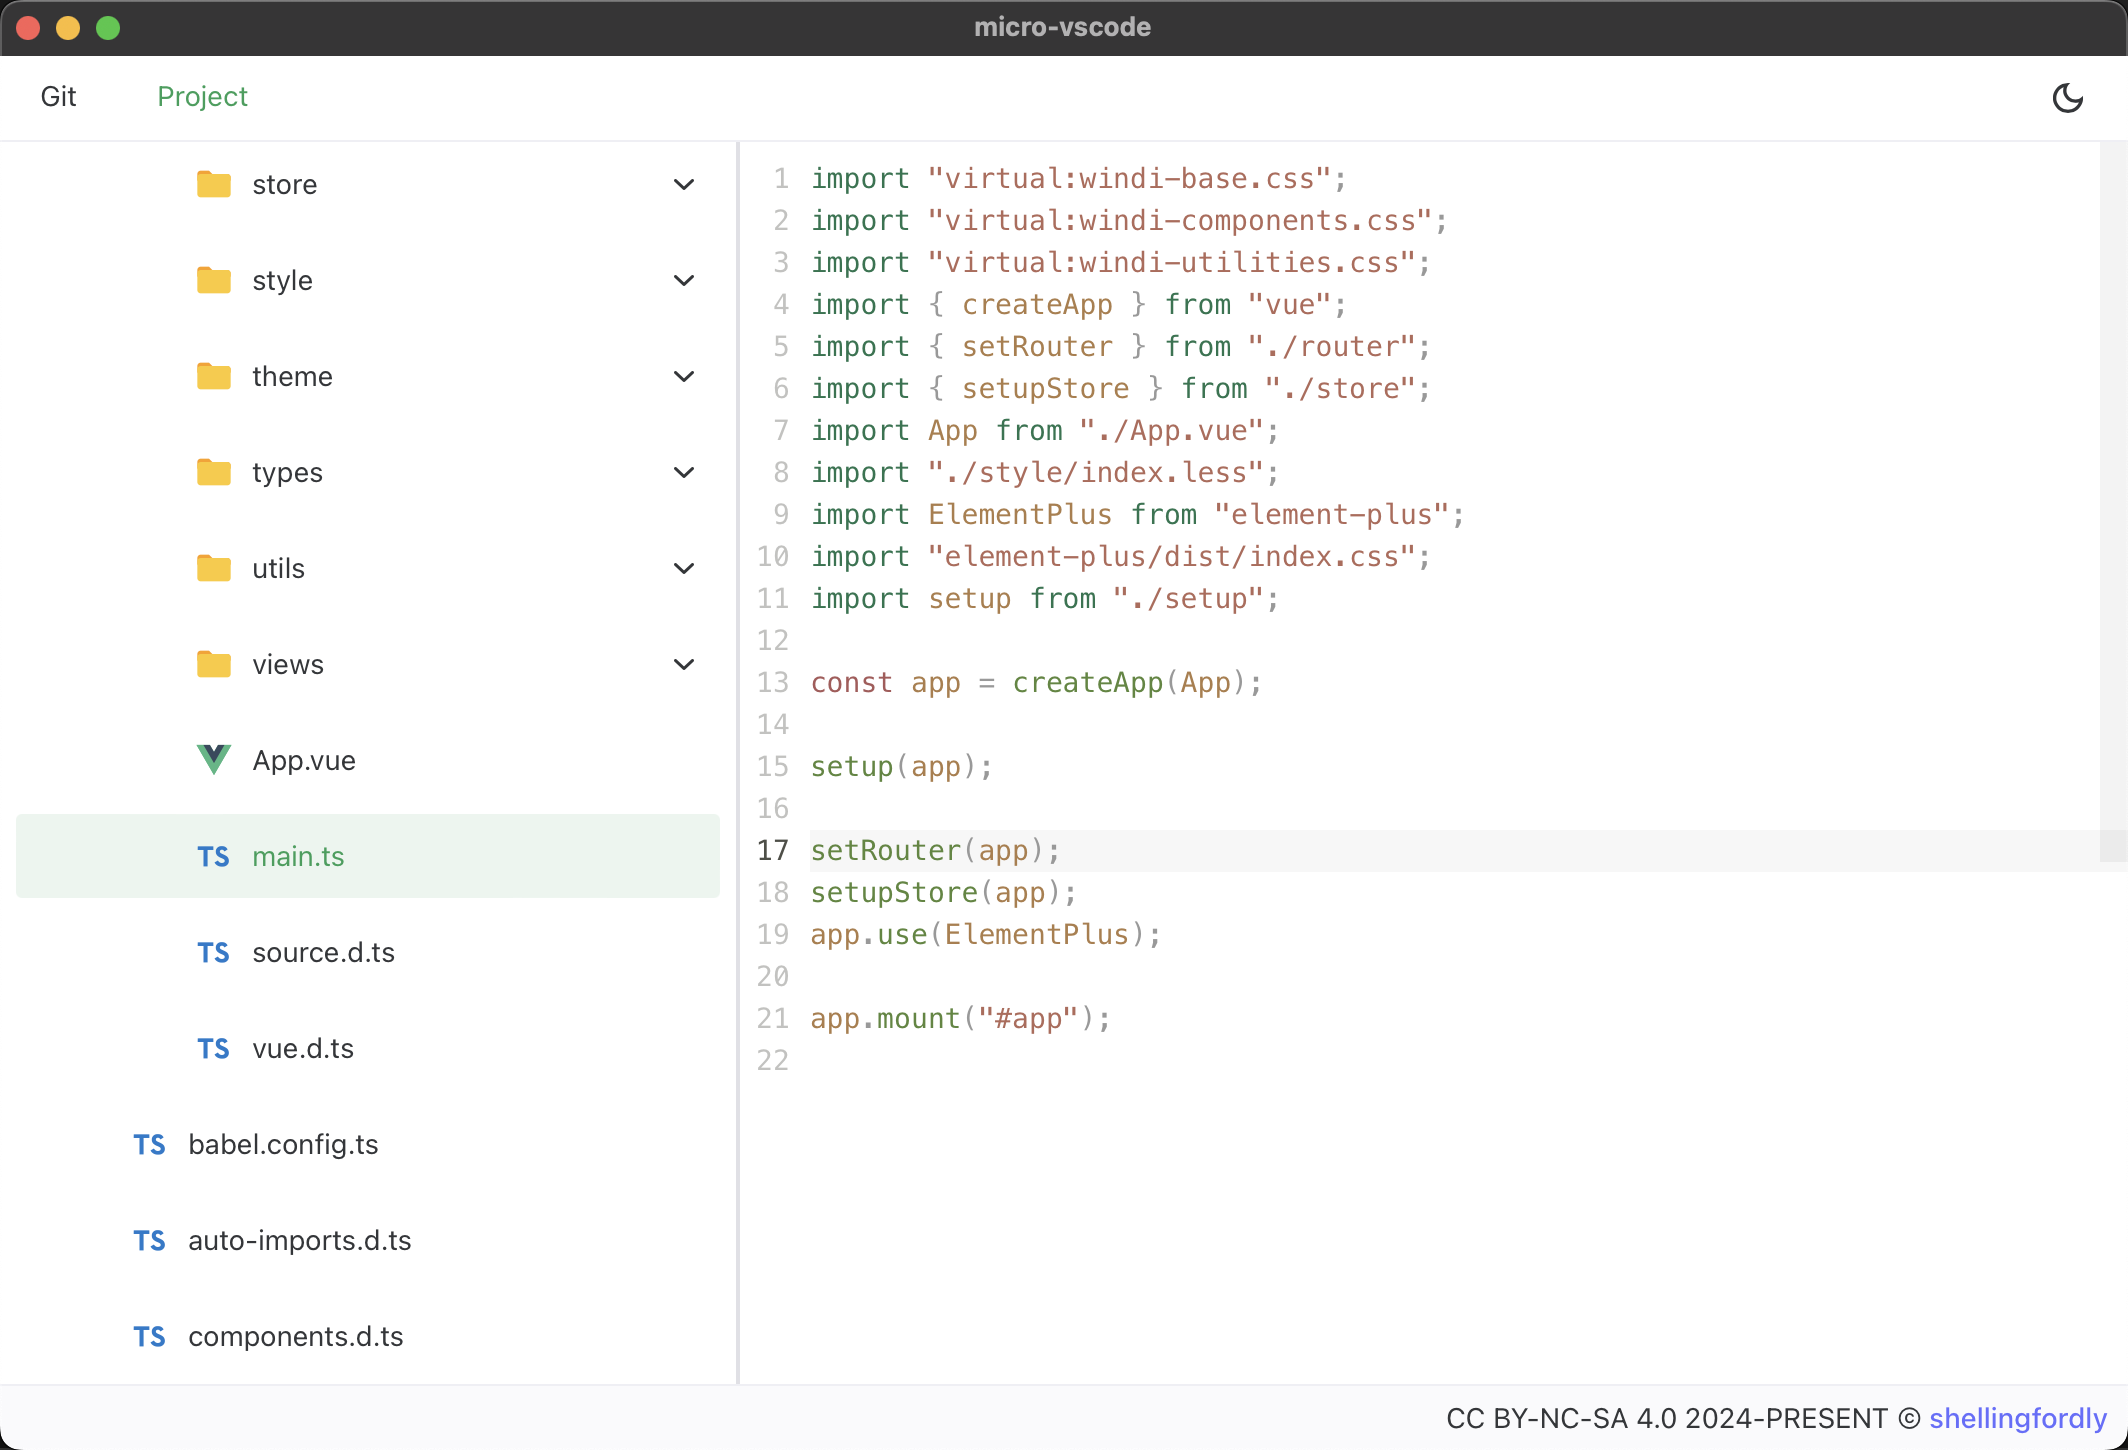 micro-vscode
Git
Project
store
style
theme
types
utils
views
App.vue
TS main.ts
TS source.d.ts
TS vue.d.ts
TS babel.config.ts
TS auto-imports.d.ts
TS components.d.ts
1 import "virtual:windi-base.css";
2 import "virtual:windi-components.css";
3 import "virtual:windi-utilities.css";
4 import { createApp } from "vue";
5 import { setRouter } from "./router";
6 import { setupStore } from "./store";
7 import App from "./App.vue";
8 import "./style/index.less";
9 import ElementPlus from "element-plus";
10 import "element-plus/dist/index.css";
11 import setup from "./setup";
12
13 const app = createApp(App);
14
15 setup(app);
16
17 setRouter(app);
18 setupStore(app);
19 app.use(ElementPlus);
20
21 app.mount("#app");
22
CC BY-NC-SA 4.0 2024-PRESENT © shellingfordly